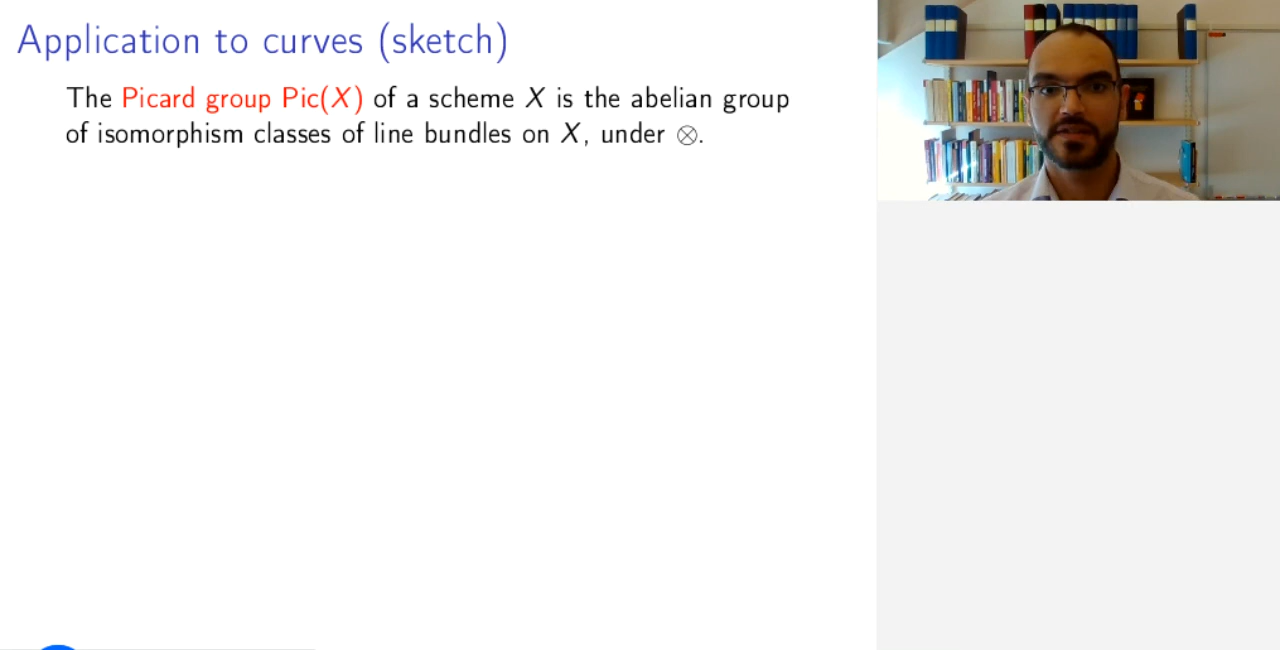 Application to curves (sketch)
The Picard group Pic(X) of a scheme X is the abelian group
of isomorphism classes of line bundles on X, under ⊗.